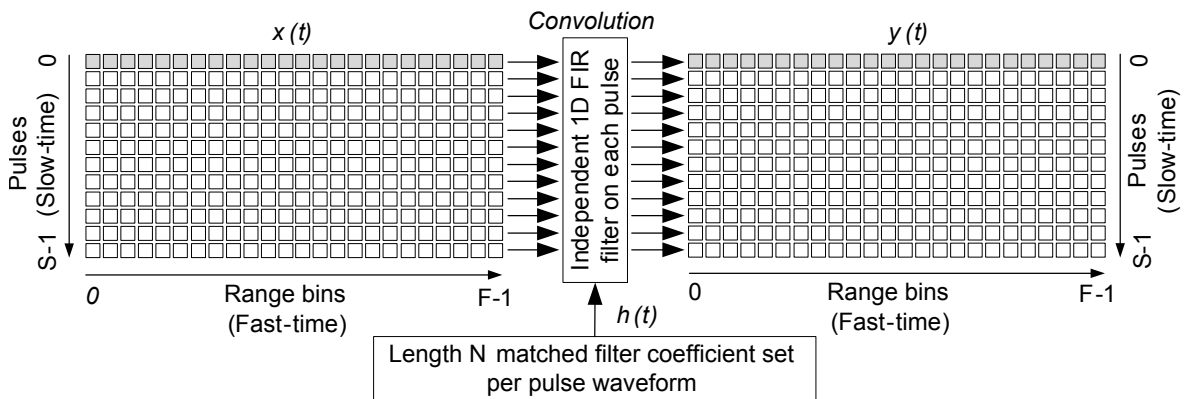 Convolution
x (t)
y (t)
0
Pulses
(Slow-time)
S-1
Independent 1D FIR
filter on each pulse
0
Pulses
(Slow-time)
S-1
0
Range bins
F-1
(Fast-time)
0
Range bins
F-1
(Fast-time)
h (t)
Length N matched filter coefficient set
per pulse waveform